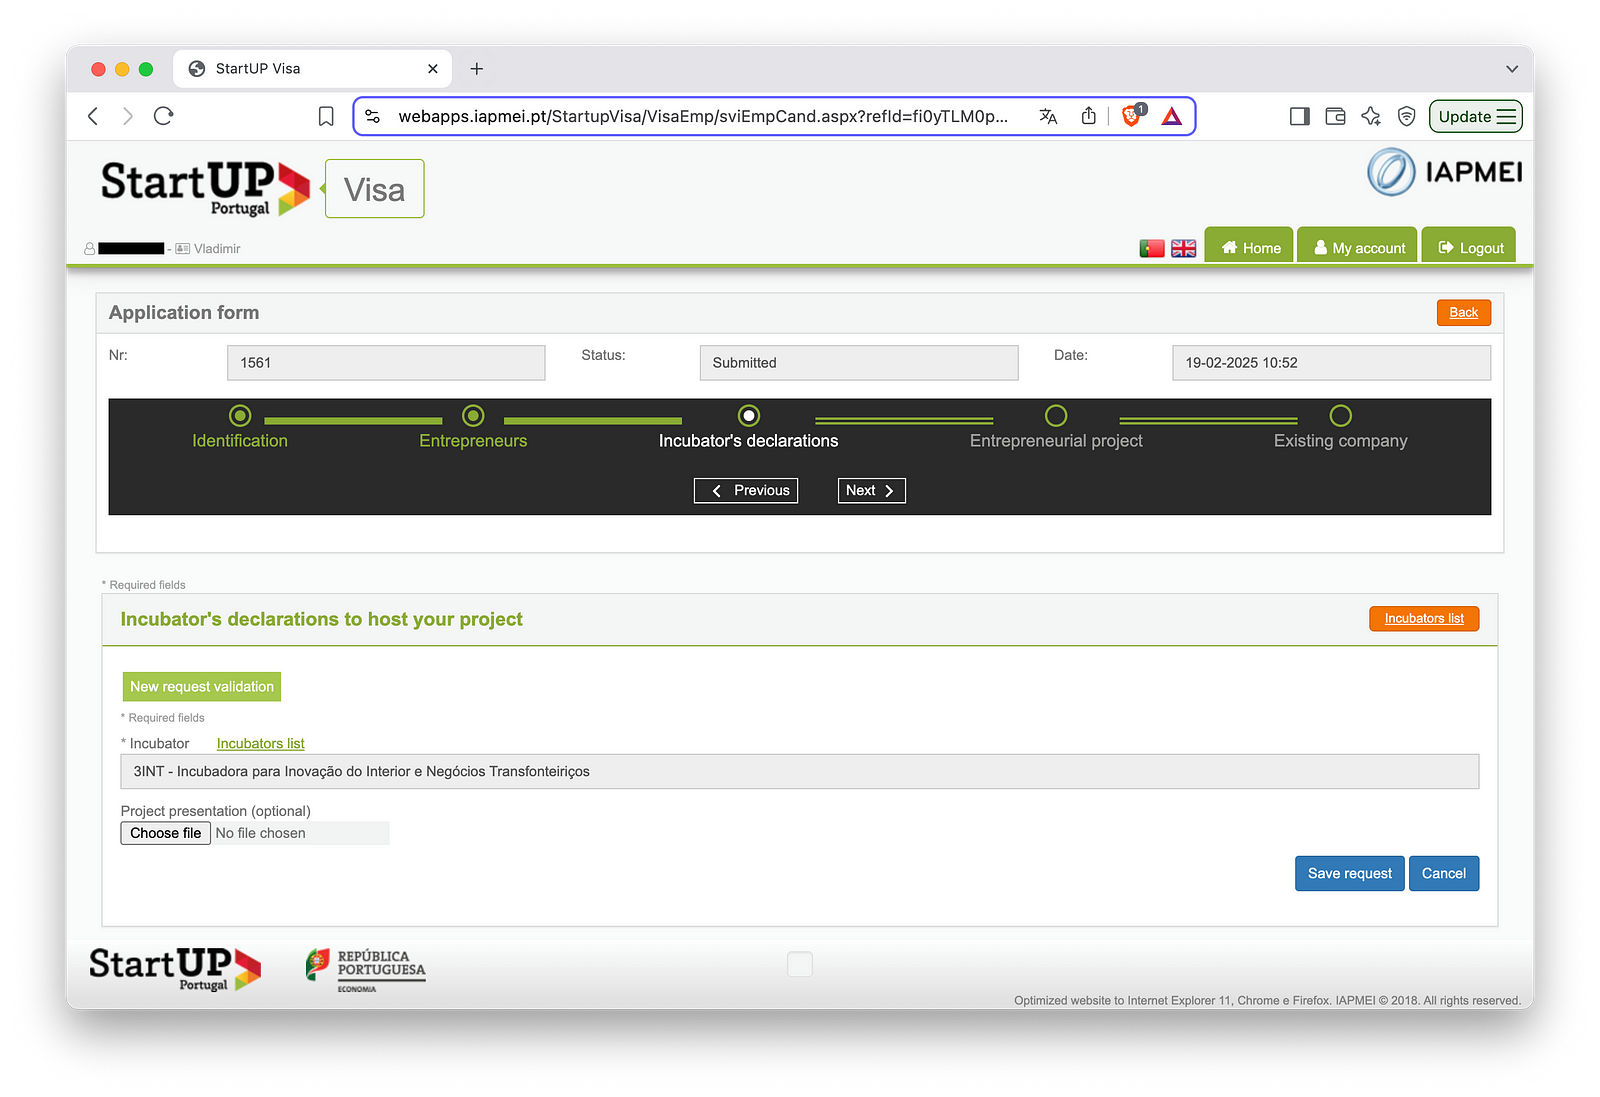 StartUP Visa
webapps.iapmei.pt/StartupVisa/VisaEmp/sviEmpCand.aspx?refId=fi0yTLM0p...
1
Update
StartUP
Portugal
Visa
IAPMEI
- Vladimir
Home
My account
Logout
Application form
Back
Nr:
1561
Status:
Submitted
Date:
19-02-2025 10:52
Identification
Entrepreneurs
Incubator's declarations
Entrepreneurial project
Existing company
Previous
Next
* Required fields
Incubator's declarations to host your project
Incubators list
New request validation
* Required fields
* Incubator
Incubators list
3INT - Incubadora para Inovação do Interior e Negócios Transfonteiriços
Project presentation (optional)
Choose file No file chosen
Save request
Cancel
StartUP
Portugal
REPÚBLICA
PORTUGUESA
ECONOMIA
Optimized website to Internet Explorer 11, Chrome e Firefox. IAPMEI © 2018. All rights reserved.